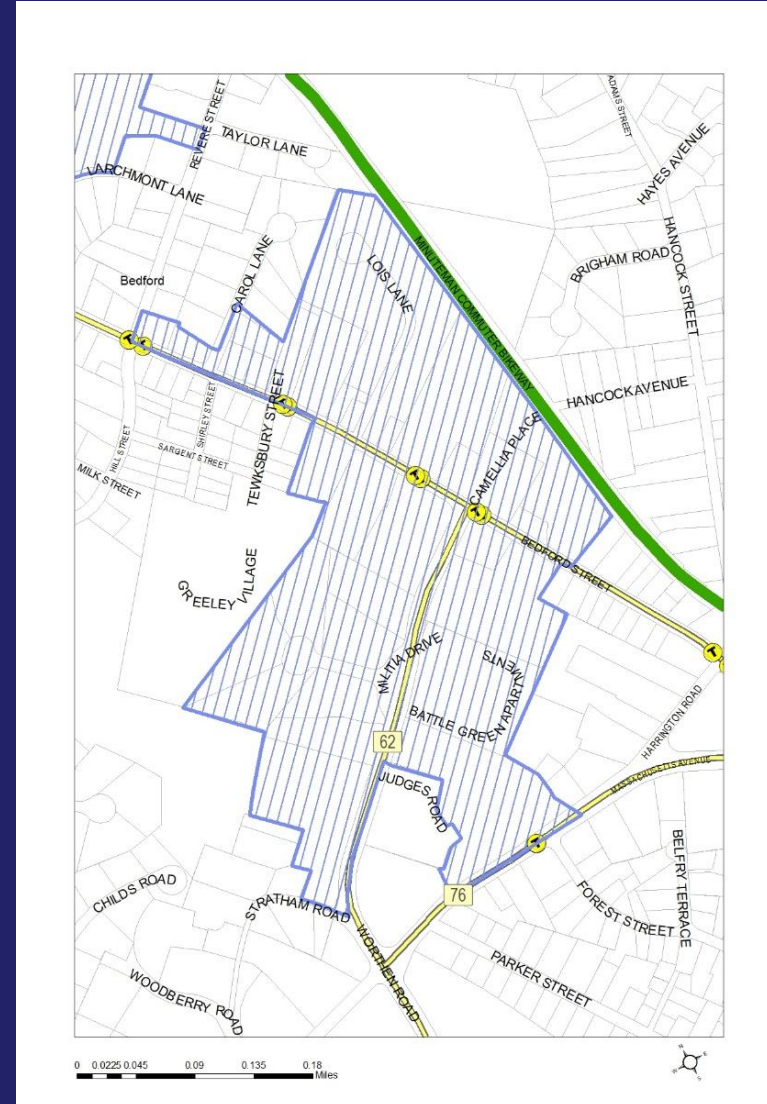 ADAMS STREET
REVERE STREET
TAYLOR LANE
HAYES AVENUE
LARCHMONT LANE
HANCOCK STREET
CAROL LANE
LOIS LANE
MINUTEMAN COMMUTER BIKEWAY
BRIGHAM ROAD
Bedford
HANCOCK AVENUE
TEWKSBURY STREET
SHIRLEY STREET
CAMELLIA PLACE
HILL STREET
SARGENT STREET
MILK STREET
BEDFORD STREET
GREELEY VILLAGE
MILITIA DRIVE
BATTLE GREEN APARTMENTS
HARRINGTON ROAD
62
MASSACHUSETTS AVENUE
JUDGES ROAD
BELFRY TERRACE
CHILDS ROAD
76
STRATHAM ROAD
FOREST STREET
WORTHEN ROAD
PARKER STREET
WOODBERRY ROAD
0 0.0225 0.045 0.09 0.135 0.18
Miles
N
E
W
S